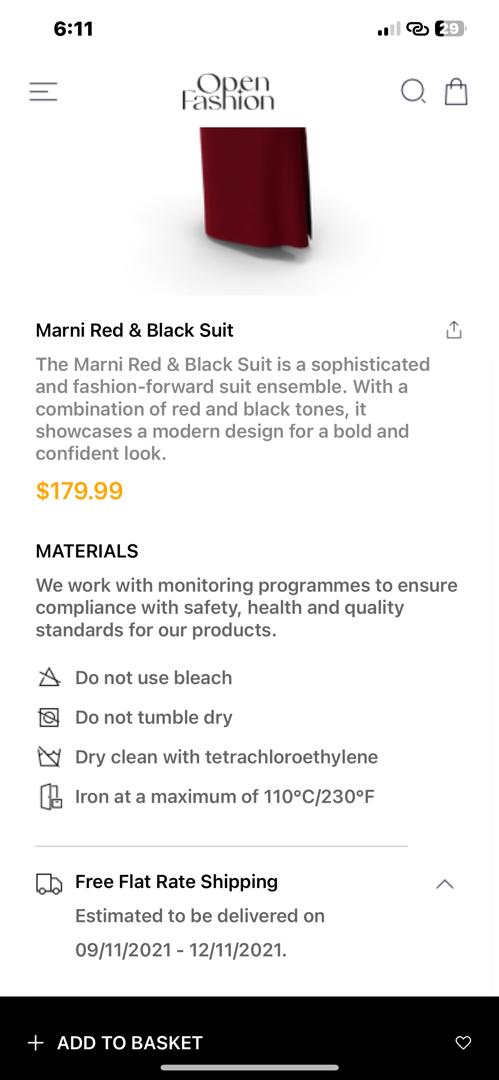 6:11
29
Open
Fashion
Marni Red & Black Suit
The Marni Red & Black Suit is a sophisticated
and fashion-forward suit ensemble. With a
combination of red and black tones, it
showcases a modern design for a bold and
confident look.
$179.99
MATERIALS
We work with monitoring programmes to ensure
compliance with safety, health and quality
standards for our products.
Do not use bleach
Do not tumble dry
Dry clean with tetrachloroethylene
Iron at a maximum of 110°C/230°F
Free Flat Rate Shipping
Estimated to be delivered on
09/11/2021 - 12/11/2021.
+ ADD TO BASKET